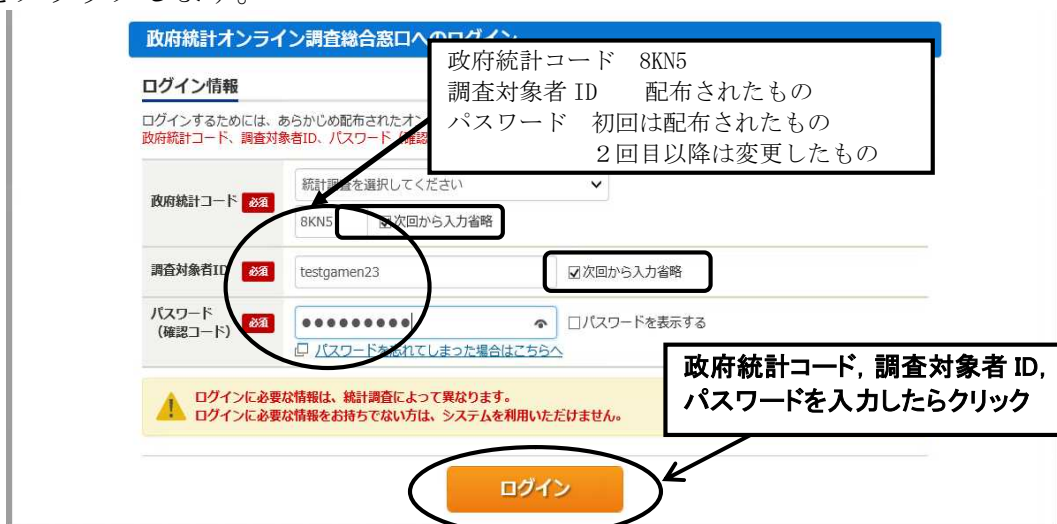 政府統計オンライン調査総合窓口へのログイン
政府統計コード　8KN5
調査対象者 ID　　配布されたもの
パスワード　初回は配布されたもの
２回目以降は変更したもの
ログイン情報
ログインするためには、あらかじめ配布されたオン
政府統計コード、調査対象者ID、パスワード（確認
統計調査を選択してください
政府統計コード 必須
8KN5 ☑次回から入力省略
調査対象者ID 必須 testgamen23 ☑次回から入力省略
パスワード
（確認コード） 必須 ●●●●●●●●● □パスワードを表示する
パスワードを忘れてしまった場合はこちらへ
政府統計コード，調査対象者 ID，
パスワードを入力したらクリック
ログインに必要な情報は、統計調査によって異なります。
ログインに必要な情報をお持ちでない方は、システムを利用いただけません。
ログイン